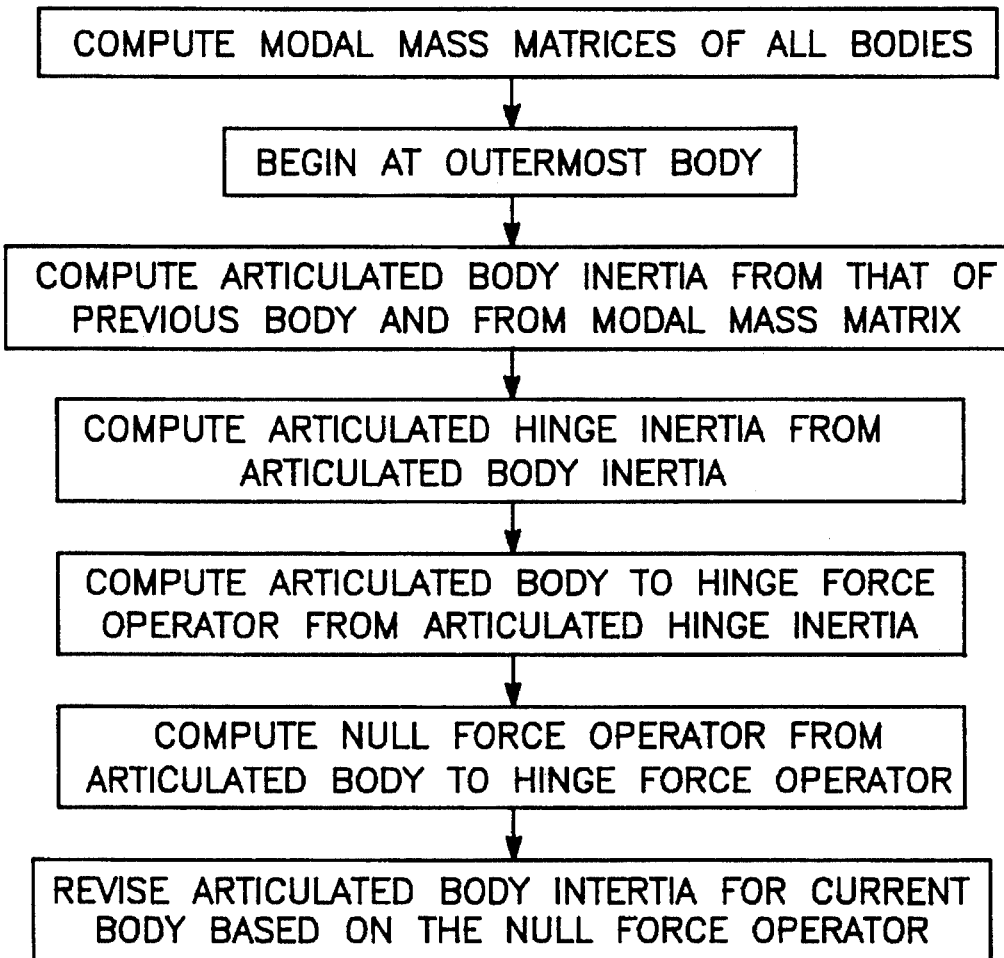 COMPUTE MODAL MASS MATRICES OF ALL BODIES
BEGIN AT OUTERMOST BODY
COMPUTE ARTICULATED BODY INERTIA FROM THAT OF
PREVIOUS BODY AND FROM MODAL MASS MATRIX
COMPUTE ARTICULATED HINGE INERTIA FROM
ARTICULATED BODY INERTIA
COMPUTE ARTICULATED BODY TO HINGE FORCE
OPERATOR FROM ARTICULATED HINGE INERTIA
COMPUTE NULL FORCE OPERATOR FROM
ARTICULATED BODY TO HINGE FORCE OPERATOR
REVISE ARTICULATED BODY INTERTIA FOR CURRENT
BODY BASED ON THE NULL FORCE OPERATOR